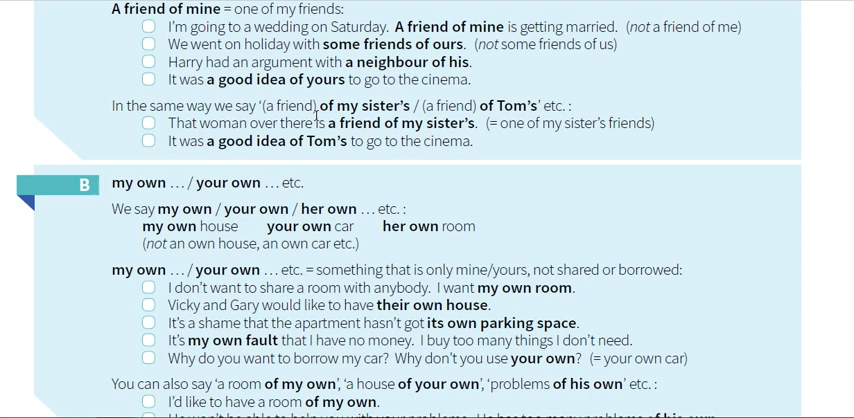 A friend of mine = one of my friends:
I'm going to a wedding on Saturday. A friend of mine is getting married. (not a friend of me)
We went on holiday with some friends of ours. (not some friends of us)
Harry had an argument with a neighbour of his.
It was a good idea of yours to go to the cinema.
In the same way we say '(a friend) of my sister's / (a friend) of Tom's' etc. :
That woman over there is a friend of my sister's. (= one of my sister's friends)
It was a good idea of Tom's to go to the cinema.
B
my own … / your own … etc.
We say my own / your own / her own … etc. :
my own house your own car her own room
(not an own house, an own car etc.)
my own … / your own … etc. = something that is only mine/yours, not shared or borrowed:
I don't want to share a room with anybody. I want my own room.
Vicky and Gary would like to have their own house.
It's a shame that the apartment hasn't got its own parking space.
It's my own fault that I have no money. I buy too many things I don't need.
Why do you want to borrow my car? Why don't you use your own? (= your own car)
You can also say 'a room of my own', 'a house of your own', 'problems of his own' etc. :
I'd like to have a room of my own.